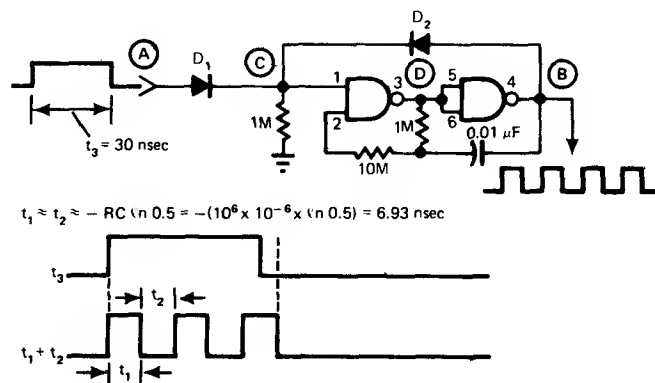 A
D1
C
D2
D
B
1
2
3
5
6
4
1M
1M
0.01 μF
10M
t3 = 30 nsec
t1 ≈ t2 ≈ – RC ℓn 0.5 = –(10⁶ x 10⁻⁶ x ℓn 0.5) = 6.93 nsec
t3
t2
t1 + t2
t1